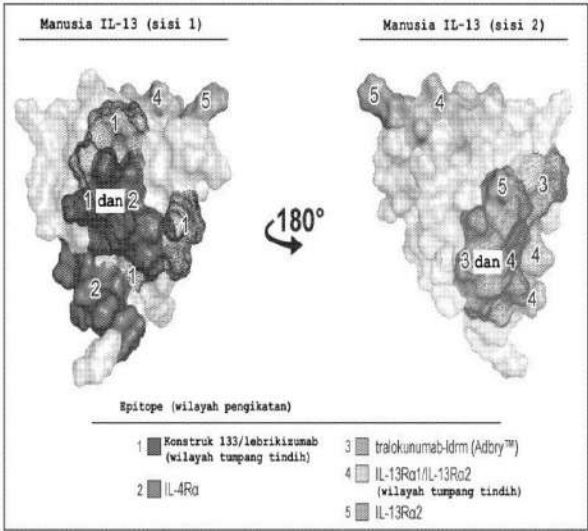 Manusia IL-13 (sisi 1)
Manusia IL-13 (sisi 2)
4
5
1
1 dan 2
1
2
1
180°
5
4
5
3
3 dan 4
4
4
Epitope (wilayah pengikatan)
1 Konstruk 133/lebrikizumab
(wilayah tumpang tindih)
2 IL-4Rα
3 tralokunumab-ldrm (Adbry™)
4 IL-13Rα1/IL-13Rα2
(wilayah tumpang tindih)
5 IL-13Rα2